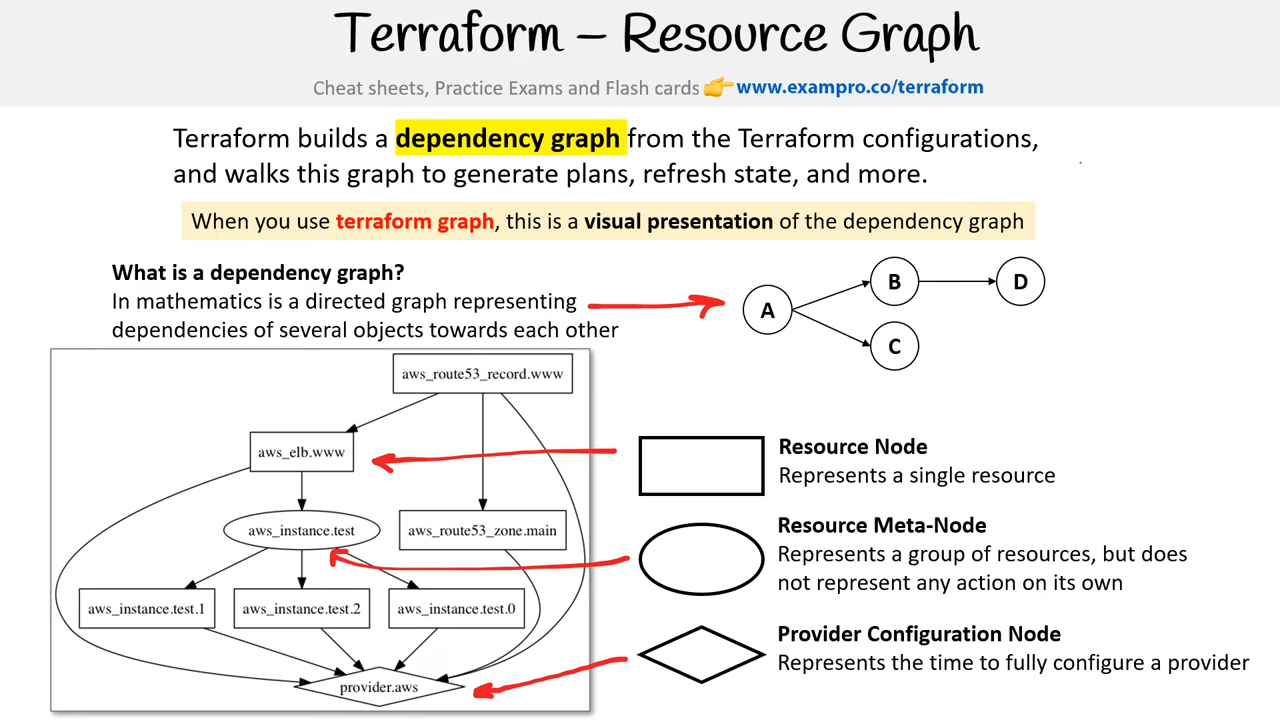 Terraform – Resource Graph
Cheat sheets, Practice Exams and Flash cards 👉 www.exampro.co/terraform
Terraform builds a dependency graph from the Terraform configurations,
and walks this graph to generate plans, refresh state, and more.
When you use terraform graph, this is a visual presentation of the dependency graph
What is a dependency graph?
In mathematics is a directed graph representing
dependencies of several objects towards each other
A
B
D
C
aws_route53_record.www
aws_elb.www
aws_instance.test
aws_route53_zone.main
aws_instance.test.1
aws_instance.test.2
aws_instance.test.0
provider.aws
Resource Node
Represents a single resource
Resource Meta-Node
Represents a group of resources, but does
not represent any action on its own
Provider Configuration Node
Represents the time to fully configure a provider